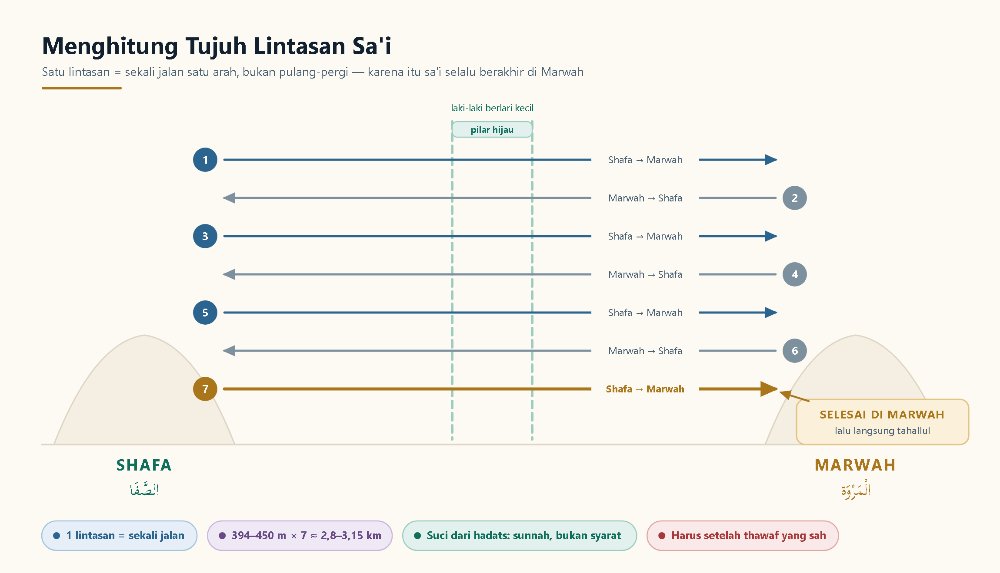 Menghitung Tujuh Lintasan Sa'i
Satu lintasan = sekali jalan satu arah, bukan pulang-pergi — karena itu sa'i selalu berakhir di Marwah
laki-laki berlari kecil
pilar hijau
1 Shafa → Marwah
Marwah → Shafa 2
3 Shafa → Marwah
Marwah → Shafa 4
5 Shafa → Marwah
Marwah → Shafa 6
7 Shafa → Marwah
SELESAI DI MARWAH
lalu langsung tahallul
SHAFA
الصَّفَا
MARWAH
الْمَرْوَة
1 lintasan = sekali jalan
394–450 m × 7 ≈ 2,8–3,15 km
Suci dari hadats: sunnah, bukan syarat
Harus setelah thawaf yang sah